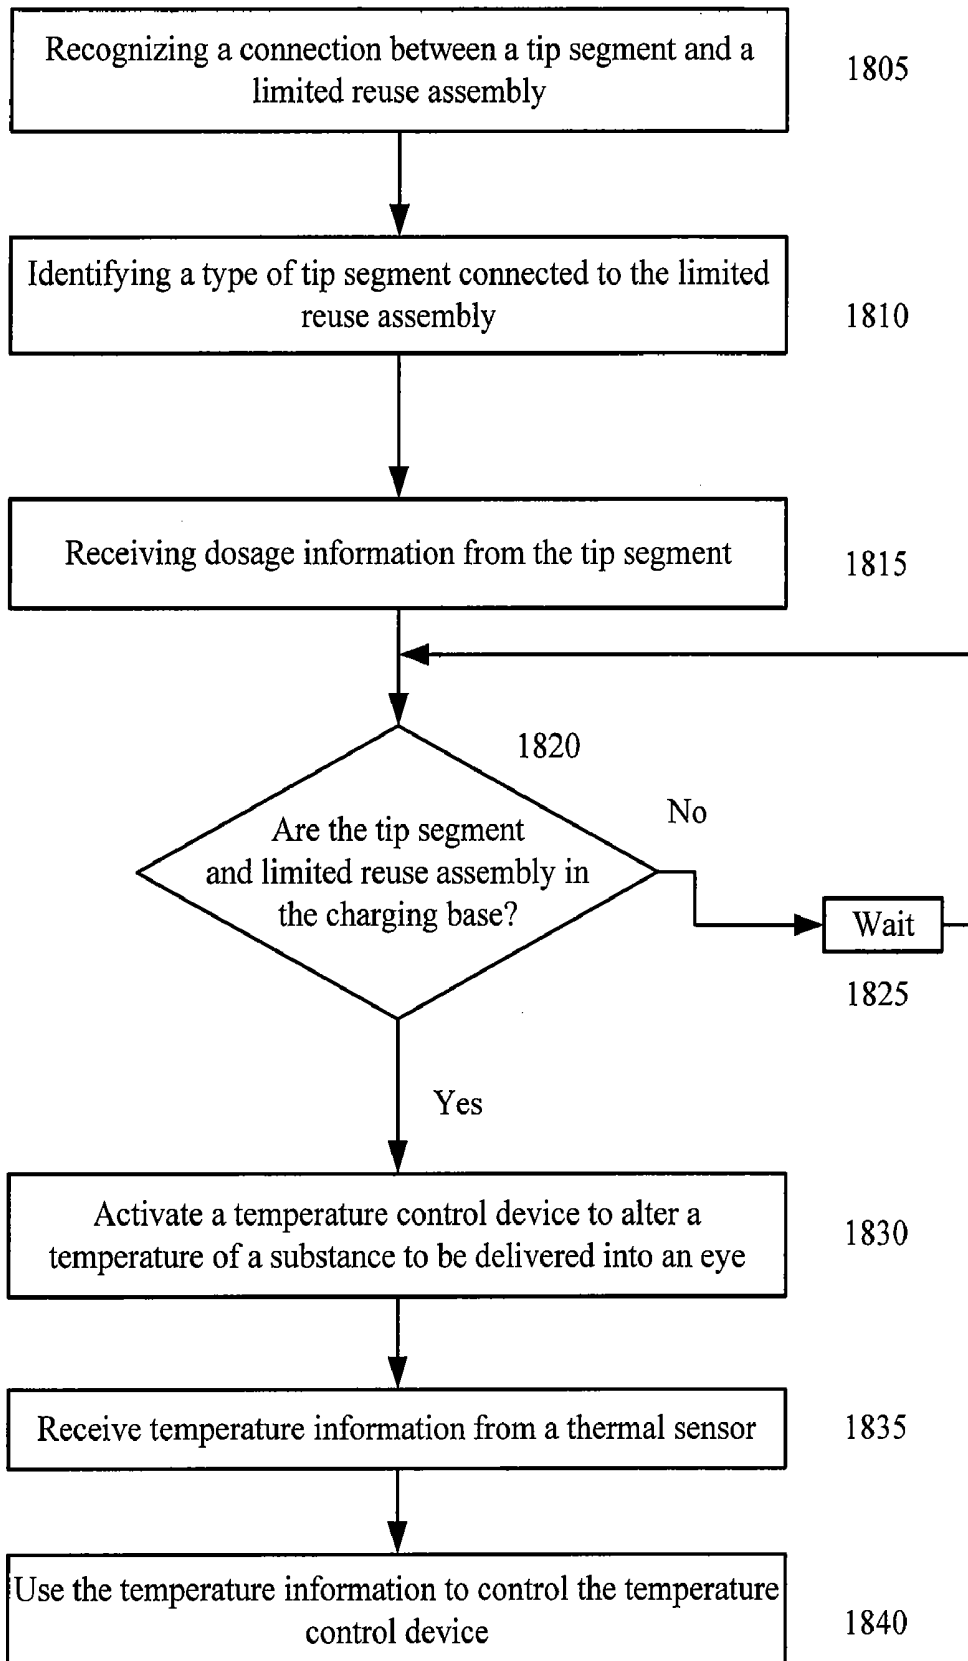 Recognizing a connection between a tip segment and a
limited reuse assembly
1805
Identifying a type of tip segment connected to the limited
reuse assembly
1810
Receiving dosage information from the tip segment
1815
1820
Are the tip segment
and limited reuse assembly in
the charging base?
No
Wait
1825
Yes
Activate a temperature control device to alter a
temperature of a substance to be delivered into an eye
1830
Receive temperature information from a thermal sensor
1835
Use the temperature information to control the temperature
control device
1840